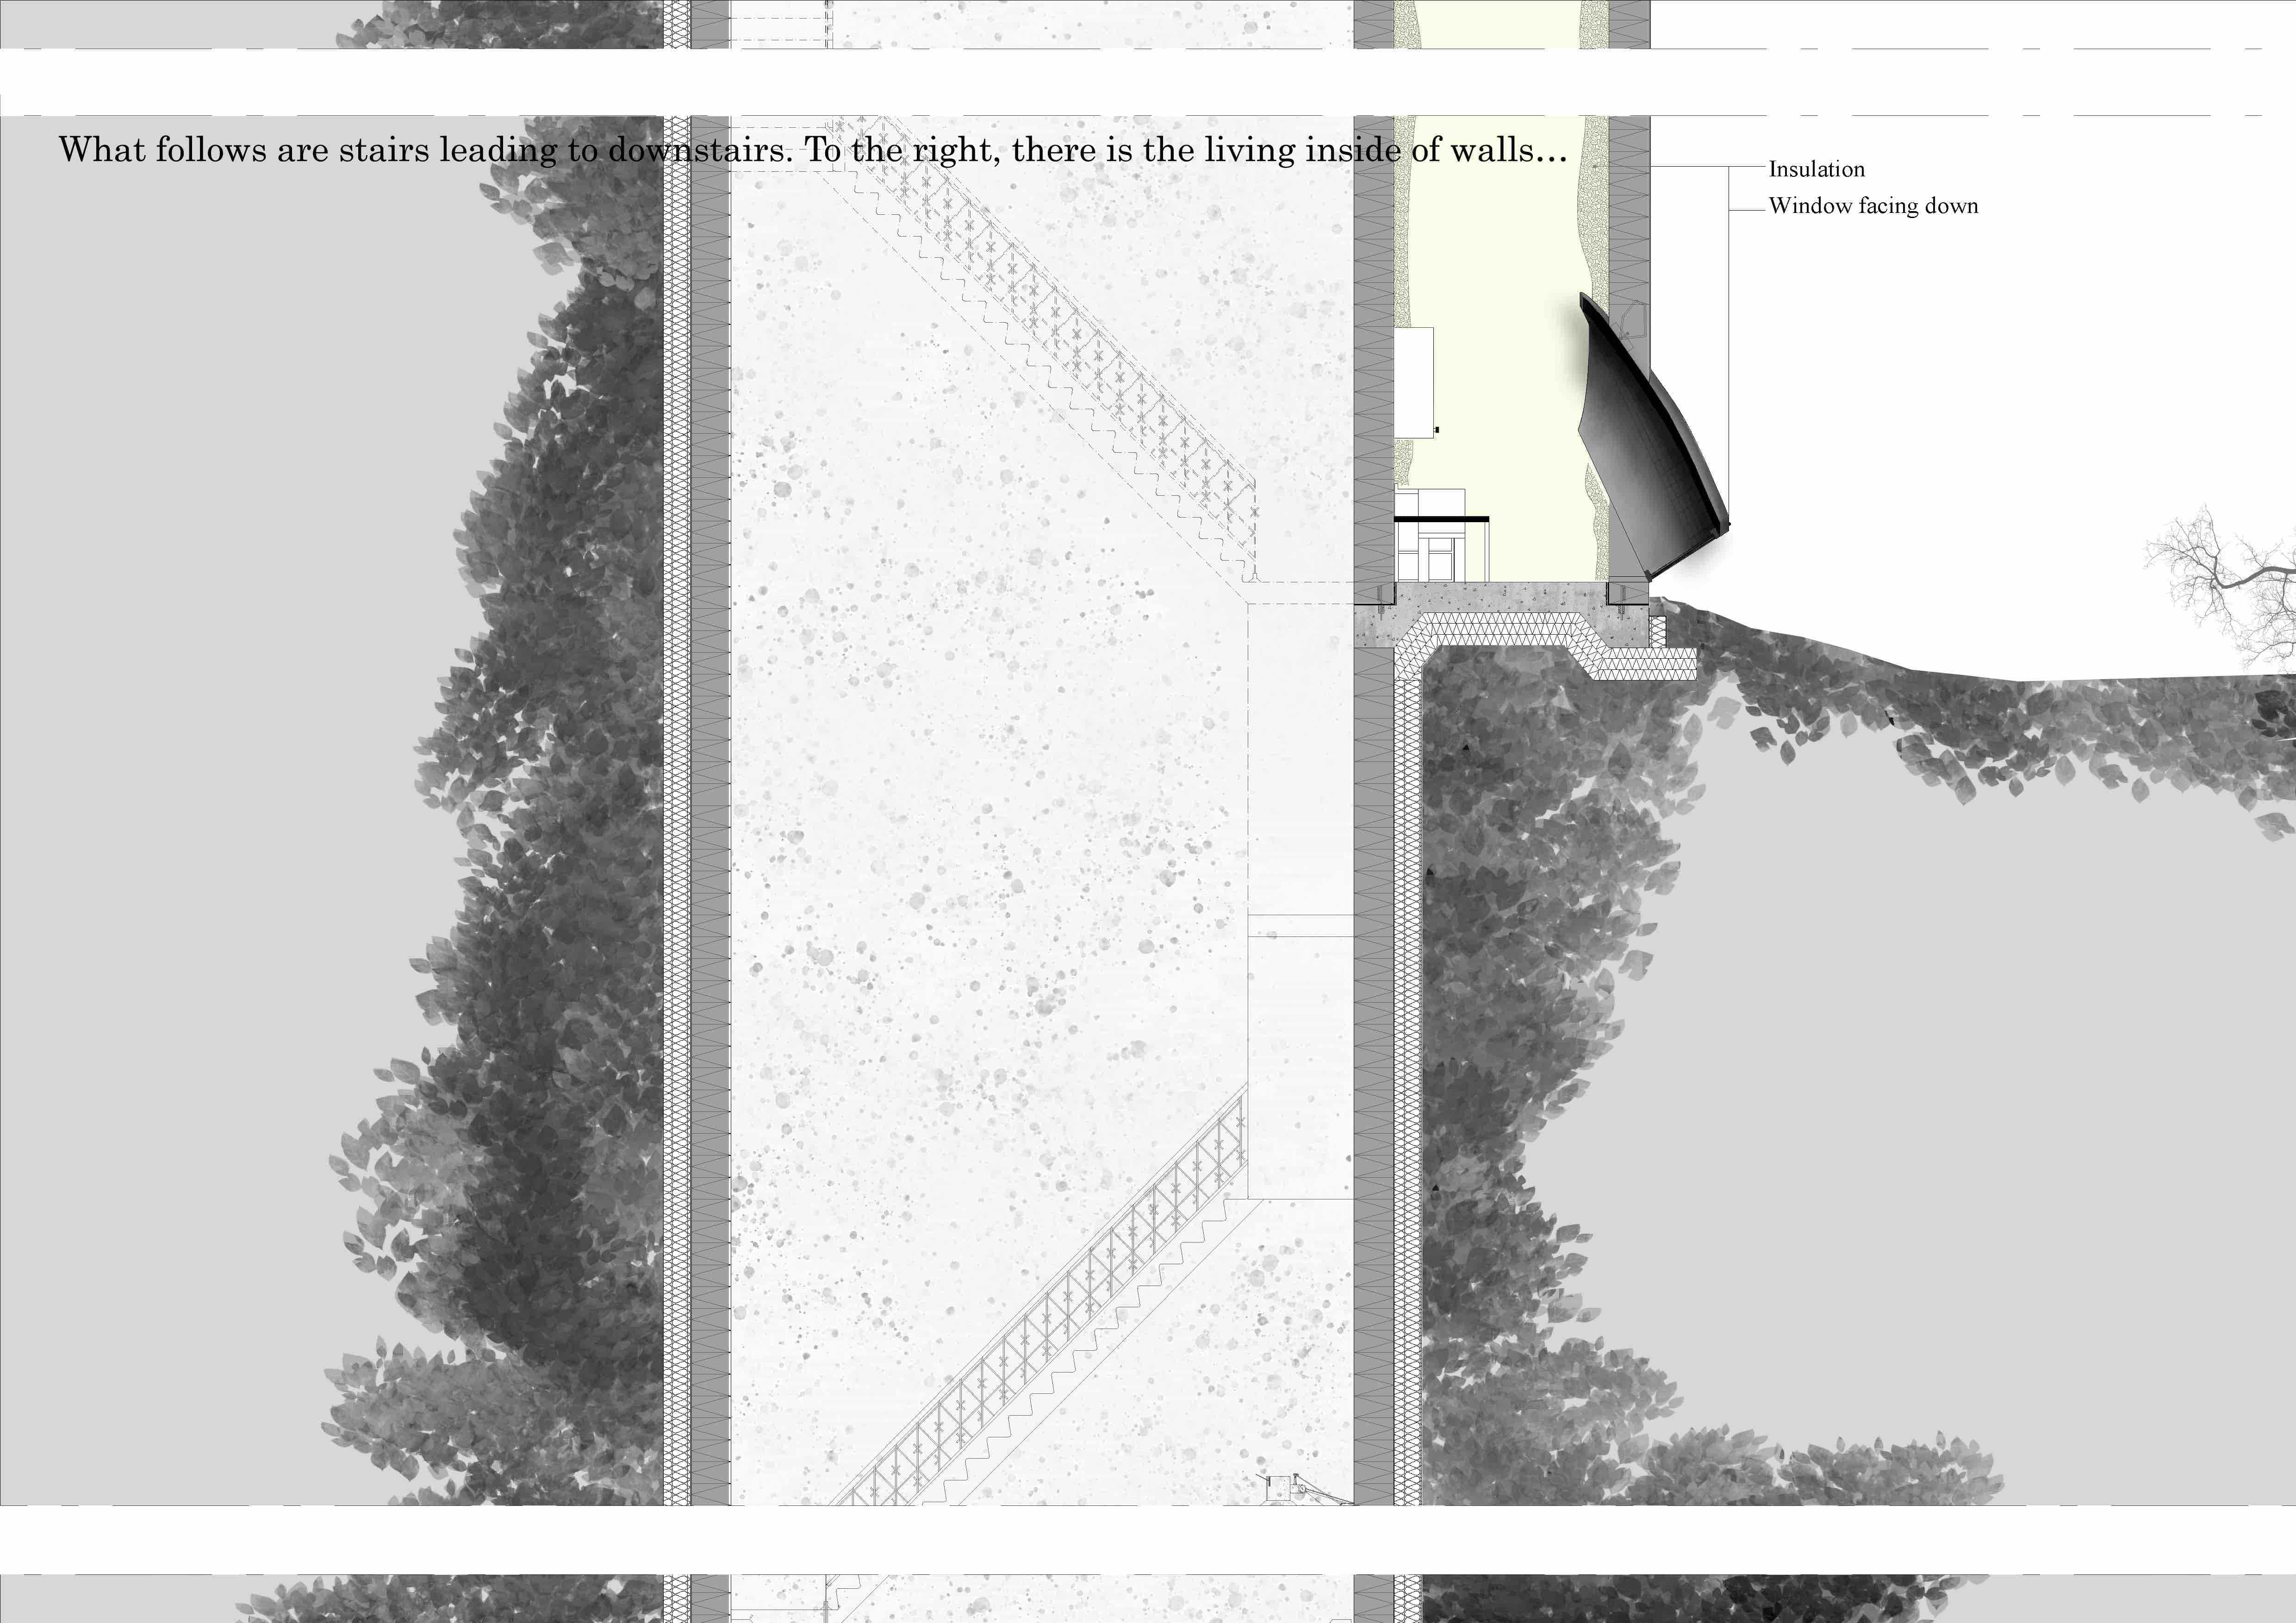 What follows are stairs leading to downstairs. To the right, there is the living inside of walls...
Insulation
Window facing down